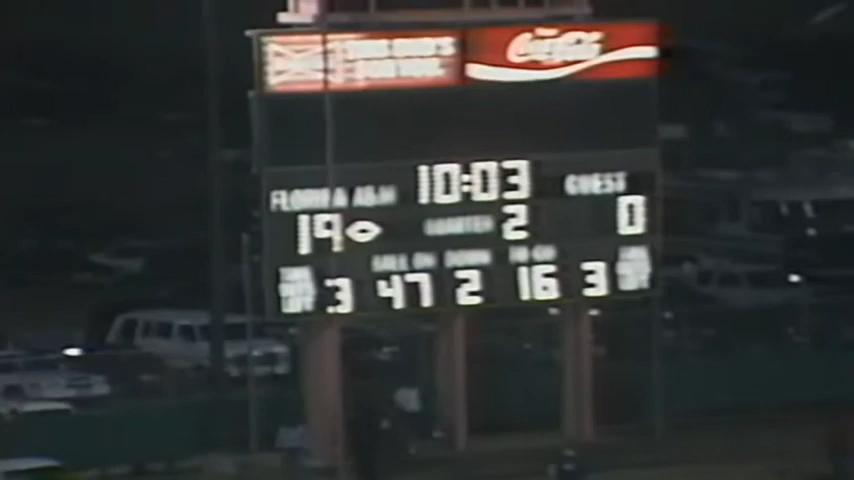 Coca-Cola
FLORIDA A&M 10:03 GUEST
19 QUARTER 2 0
BALL ON DOWN TO GO
3 47 2 16 3